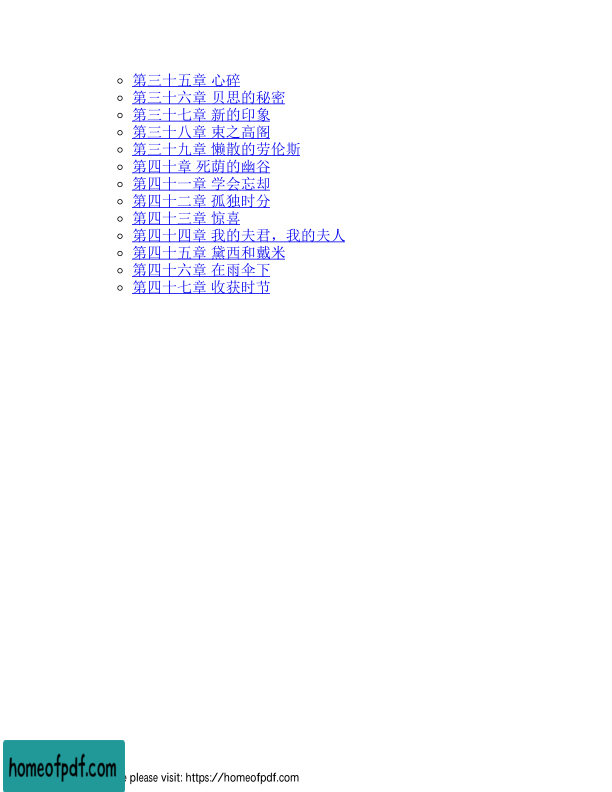 第三十五章 心碎
第三十六章 贝思的秘密
第三十七章 新的印象
第三十八章 束之高阁
第三十九章 懒散的劳伦斯
第四十章 死荫的幽谷
第四十一章 学会忘却
第四十二章 孤独时分
第四十三章 惊喜
第四十四章 我的夫君，我的夫人
第四十五章 黛西和戴米
第四十六章 在雨伞下
第四十七章 收获时节
homeofpdf.com
please visit: https://homeofpdf.com